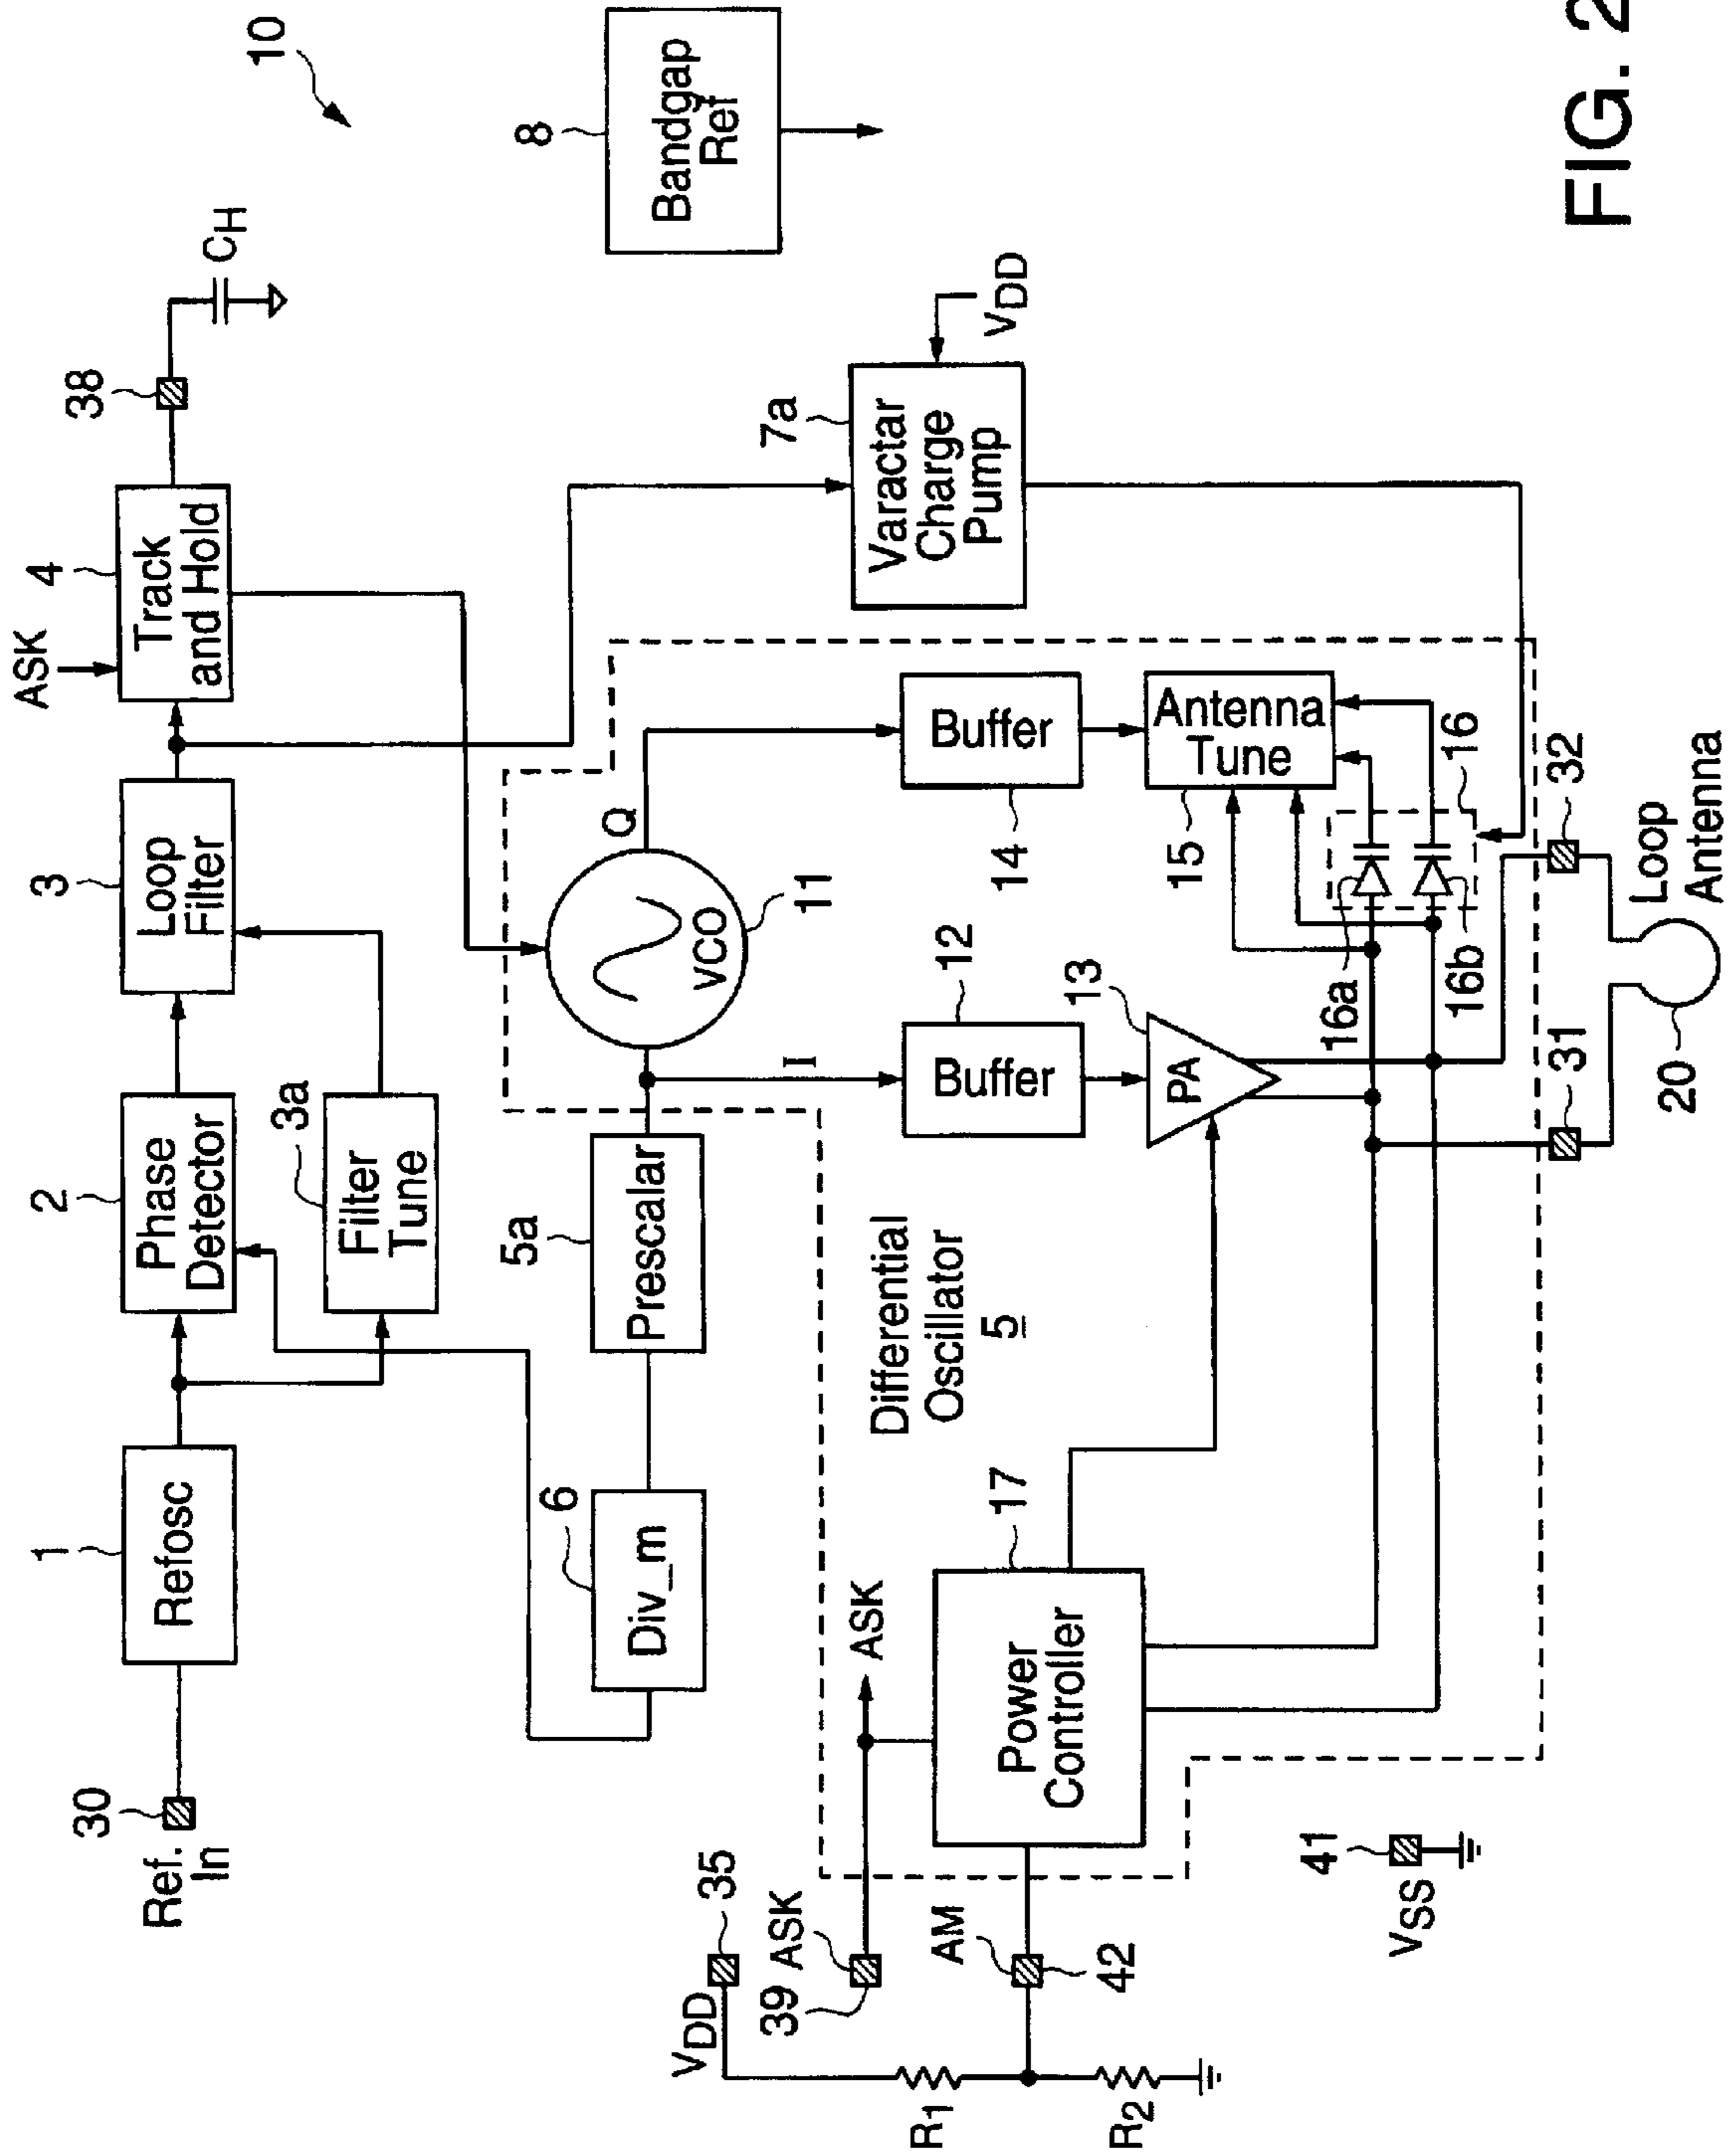 10
30
Ref.
In
1
Refosc
2
Phase
Detector
3
Loop
Filter
ASK
4
Track
and Hold
38
CH
3a
Filter
Tune
6
Div_m
5a
Prescalar
VCO
11
Q
I
8
Bandgap
Ref
7a
Varactar
Charge
Pump
VDD
Differential
Oscillator
5
12
Buffer
14
Buffer
13
PA
15
Antenna
Tune
16
16a
16b
VDD
35
39
ASK
ASK
AM
42
R1
R2
17
Power
Controller
41
VSS
31
32
20
Loop
Antenna
FIG. 2